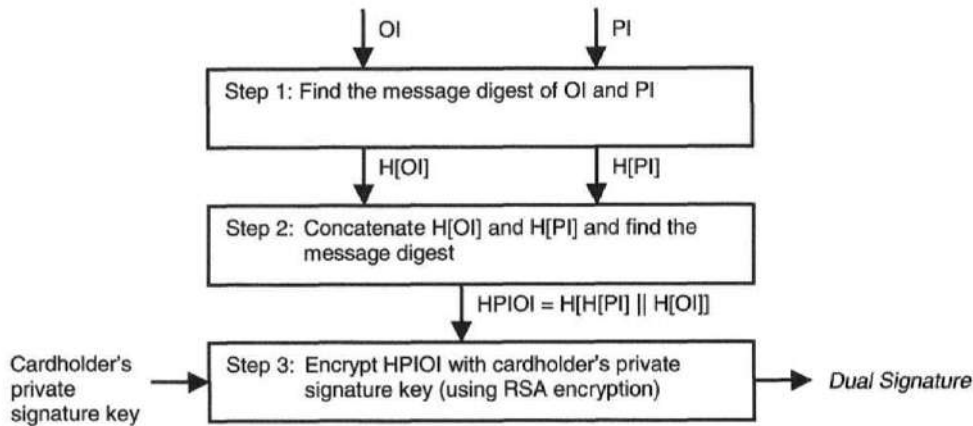 OI
PI
Step 1: Find the message digest of OI and PI
H[OI]
H[PI]
Step 2: Concatenate H[OI] and H[PI] and find the
message digest
HPIOI = H[H[PI] || H[OI]]
Cardholder's
private
signature key
Step 3: Encrypt HPIOI with cardholder's private
signature key (using RSA encryption)
Dual Signature